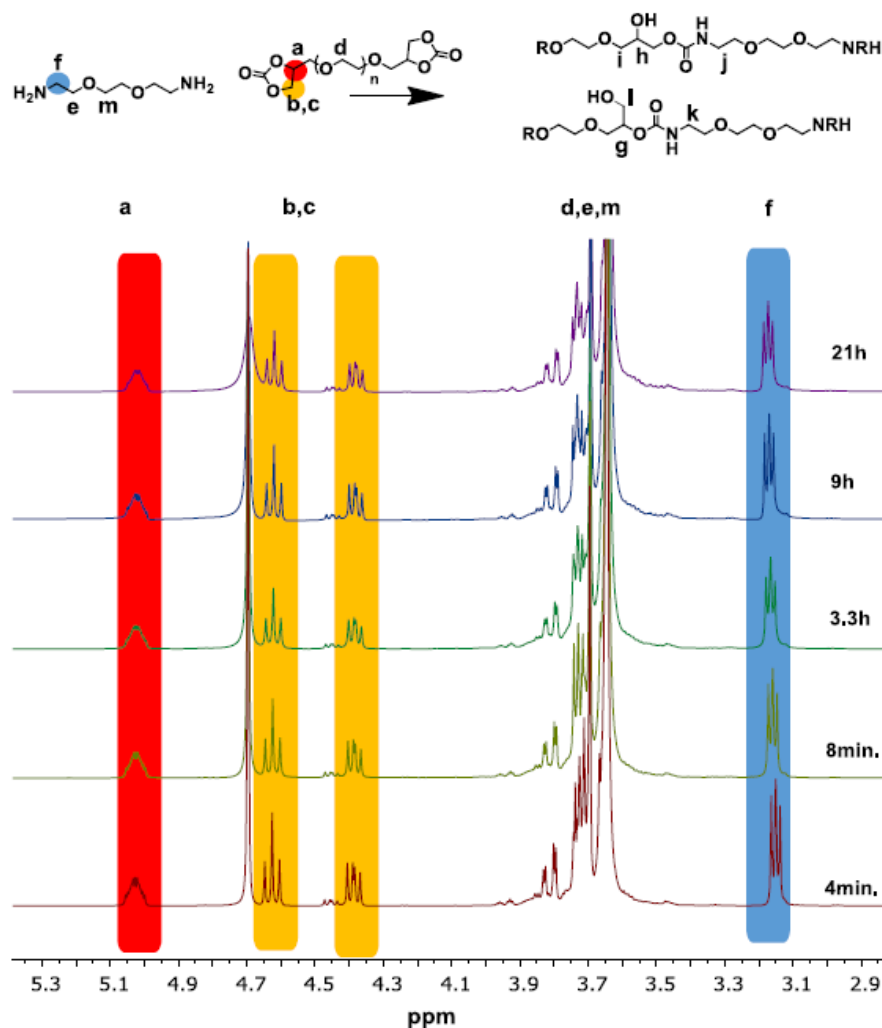 f
H₂N
e
O
m
O
NH₂
a
d
O
O
O
O
O
n
O
O
O
b,c
OH
RO
O
i
h
O
O
N
H
j
O
O
NRH
HO
l
RO
O
g
O
O
N
H
k
O
O
NRH
a b,c d,e,m f
21h
9h
3.3h
8min.
4min.
5.3 5.1 4.9 4.7 4.5 4.3 4.1 3.9 3.7 3.5 3.3 3.1 2.9
ppm